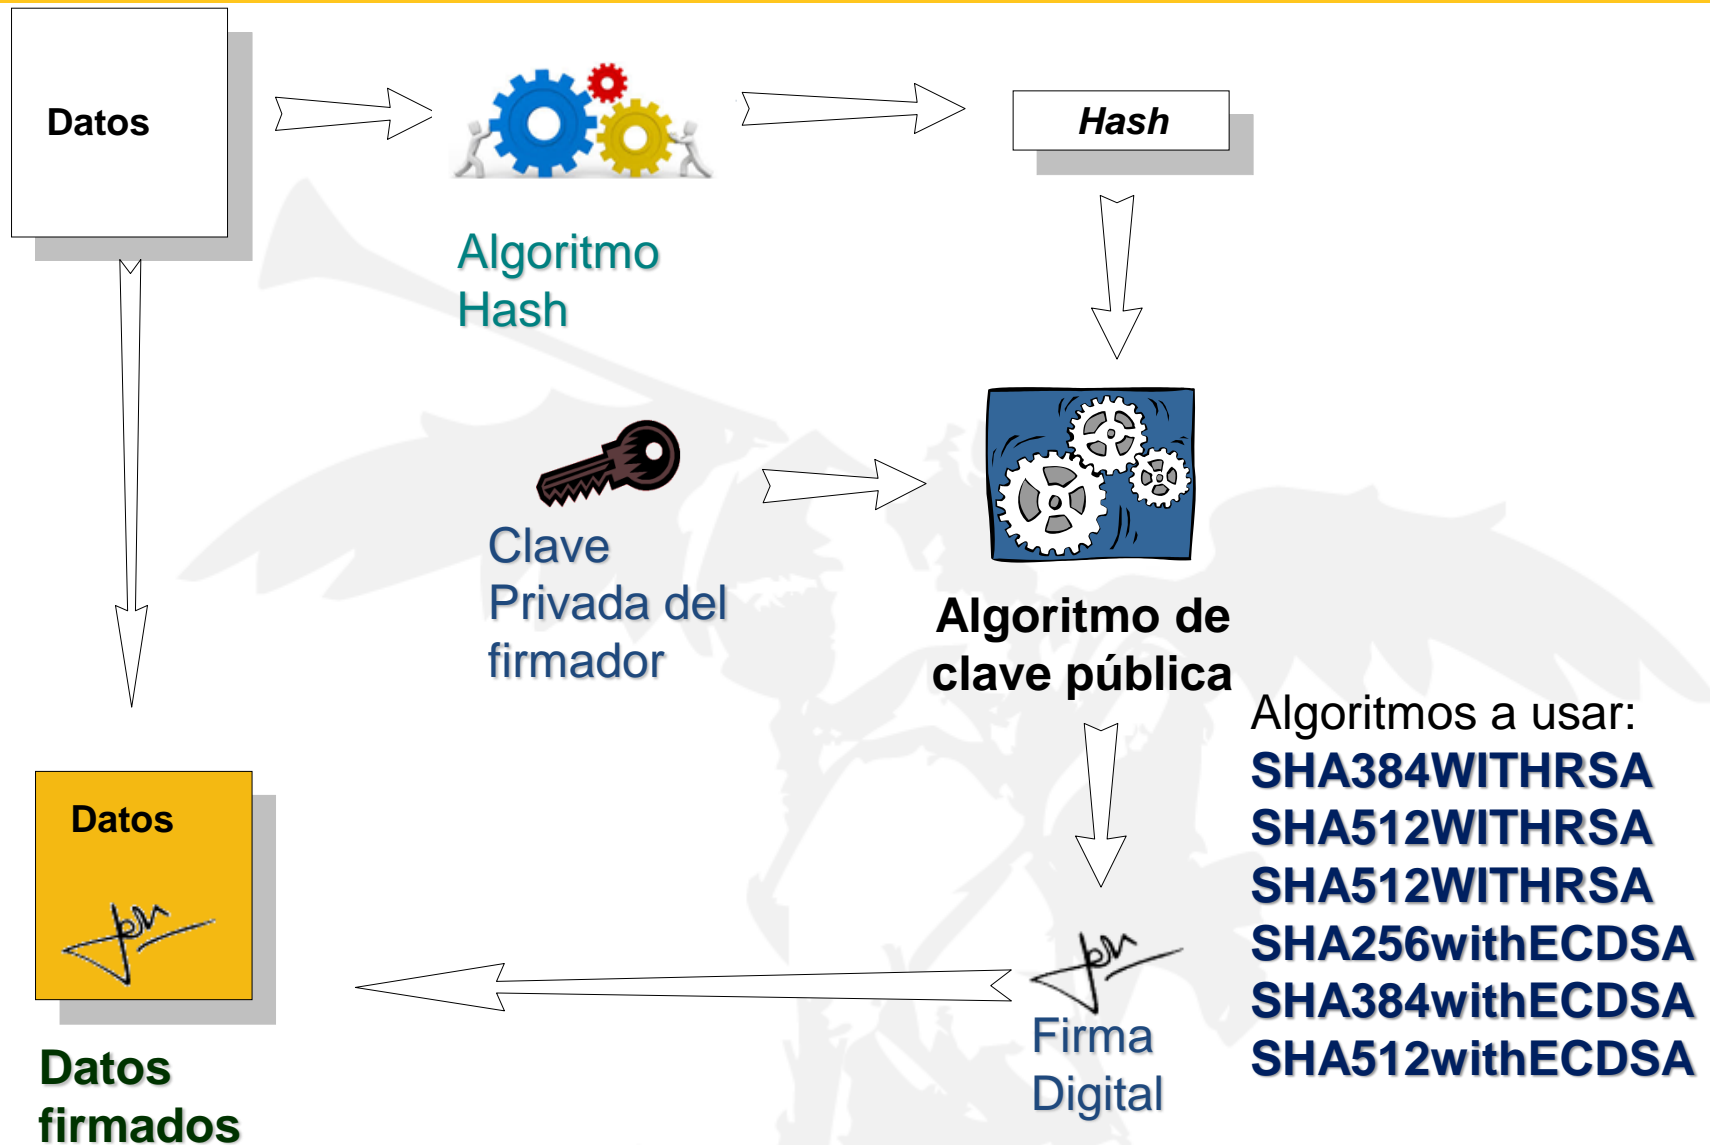 Datos
Hash
Algoritmo
Hash
Clave
Privada del
firmador
Algoritmo de
clave pública
Algoritmos a usar:
SHA384WITHRSA
SHA512WITHRSA
SHA512WITHRSA
SHA256withECDSA
SHA384withECDSA
SHA512withECDSA
Datos
Firma
Digital
Datos
firmados